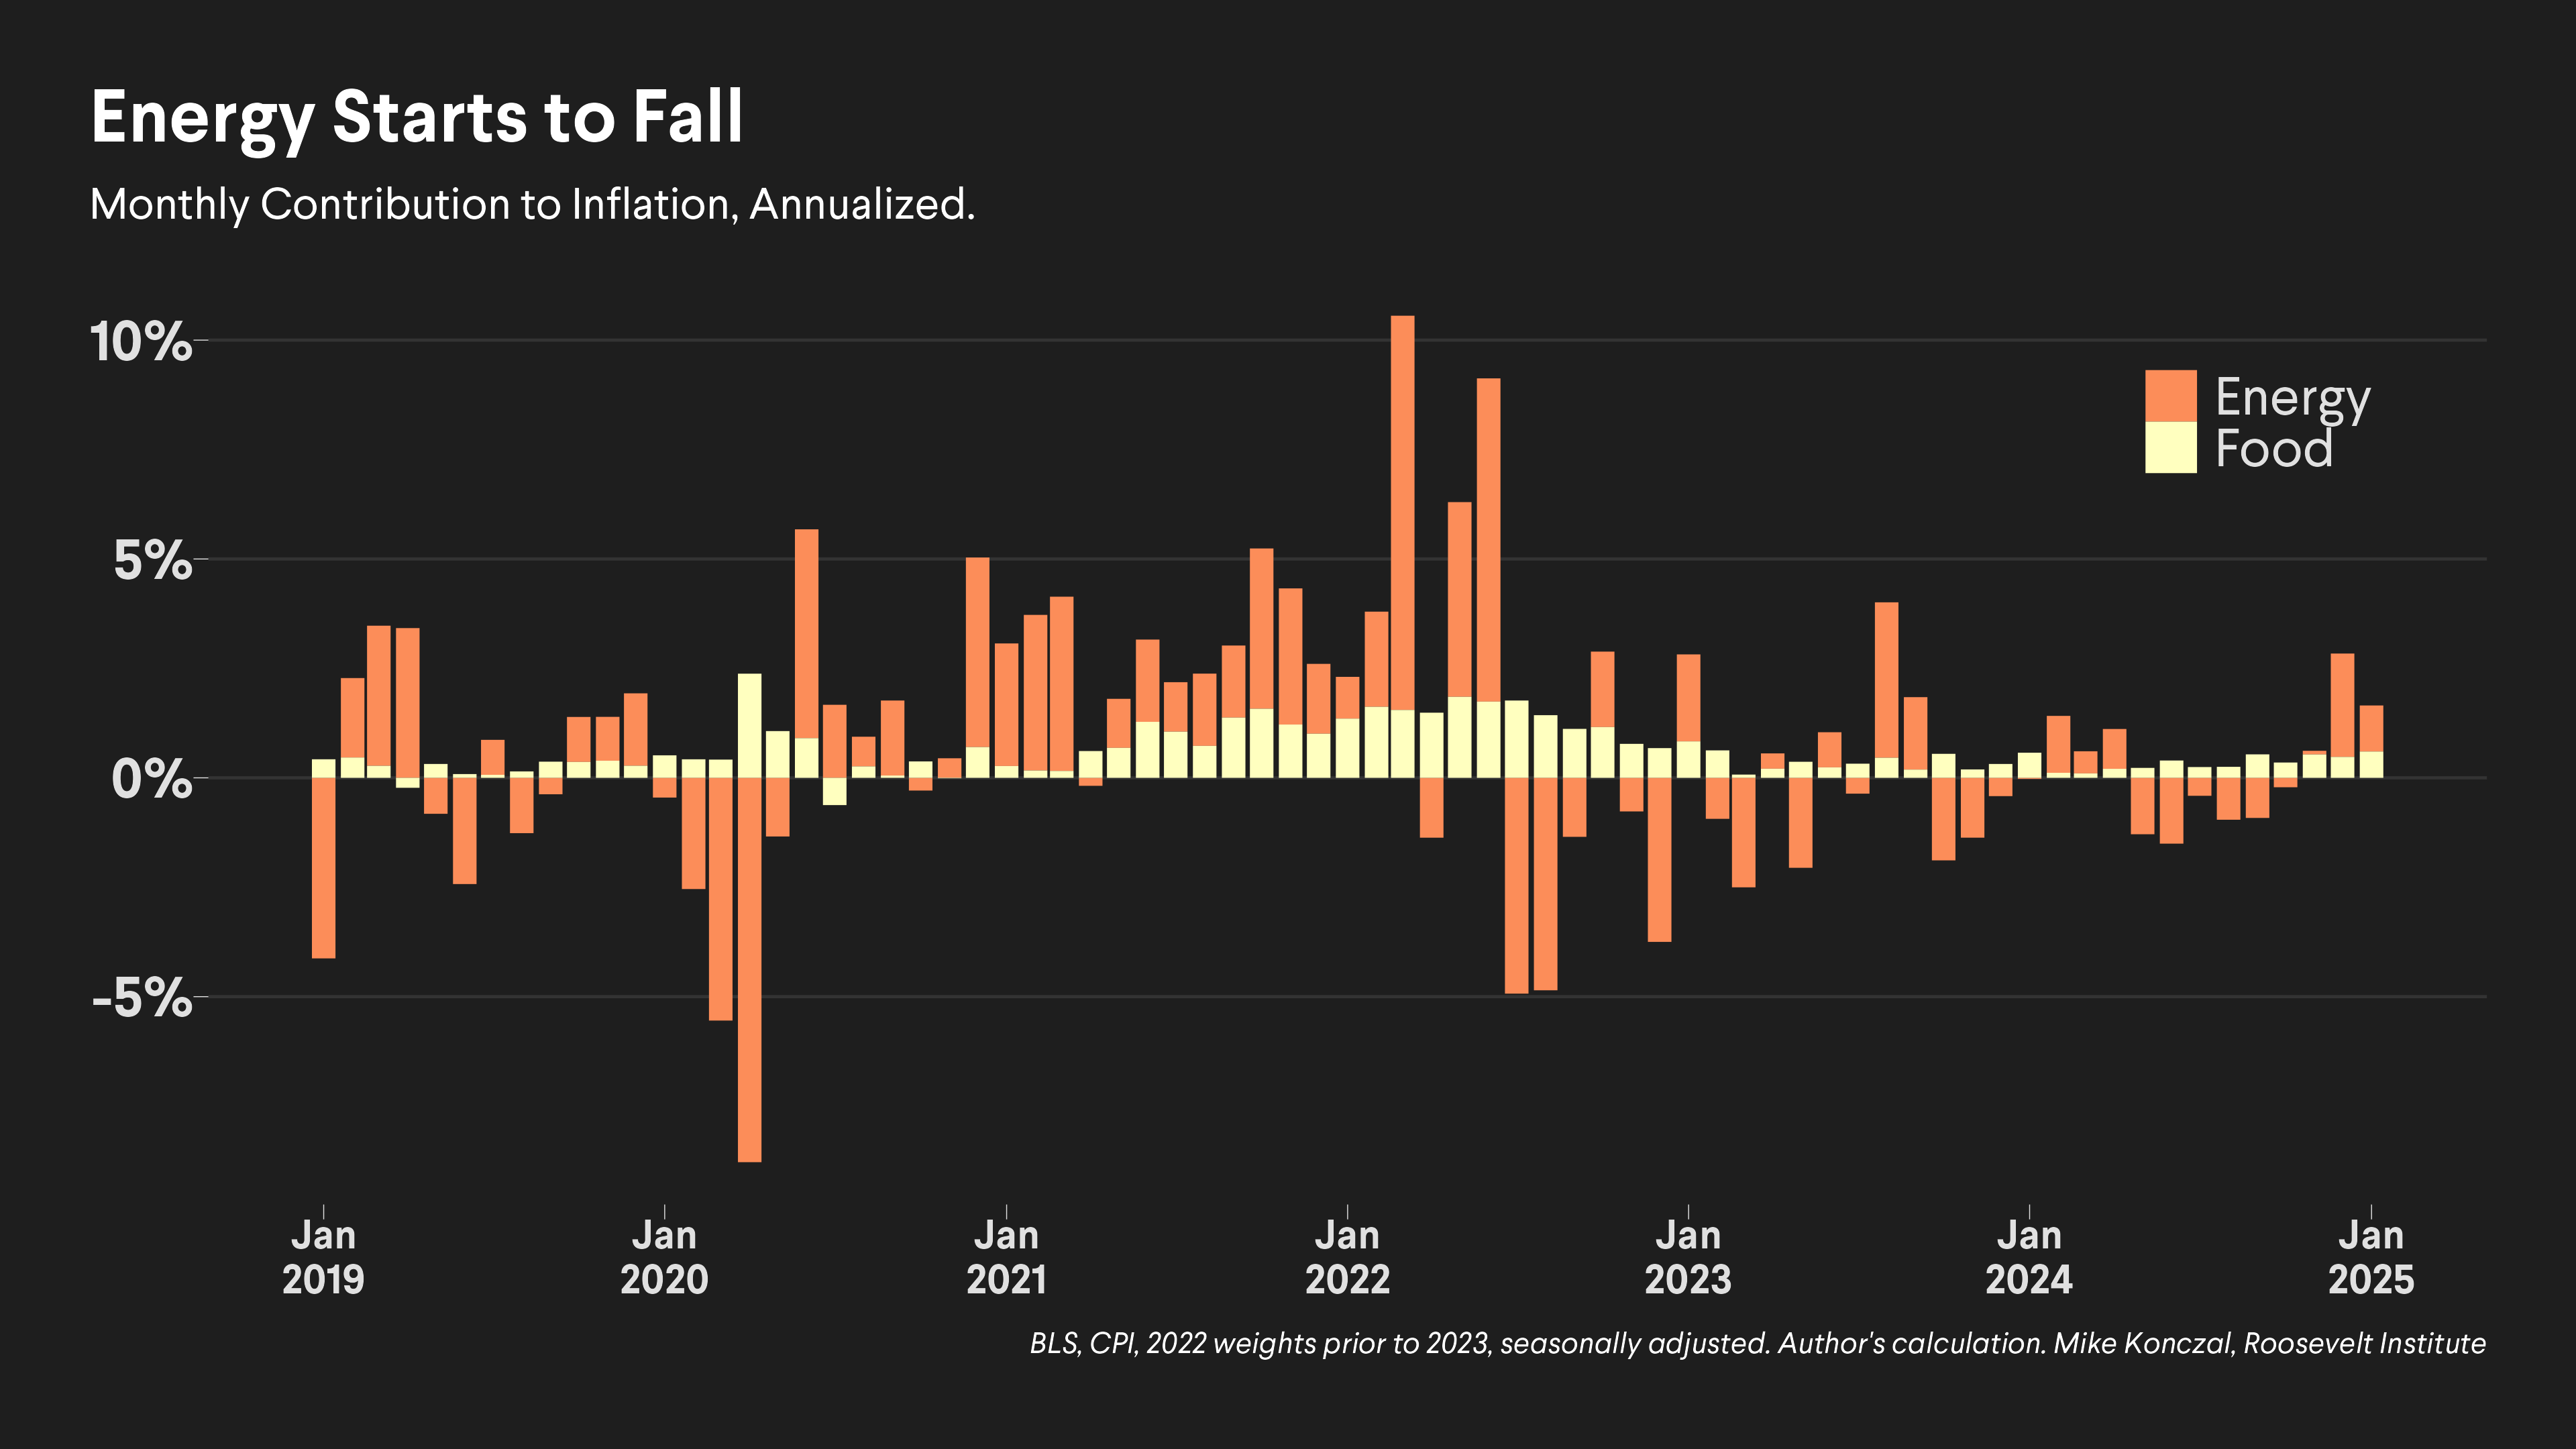 Energy Starts to Fall
Monthly Contribution to Inflation, Annualized.
10%
Energy
Food
5%
0%
-5%
Jan
2019
Jan
2020
Jan
2021
Jan
2022
Jan
2023
Jan
2024
Jan
2025
BLS, CPI, 2022 weights prior to 2023, seasonally adjusted. Author's calculation. Mike Konczal, Roosevelt Institute